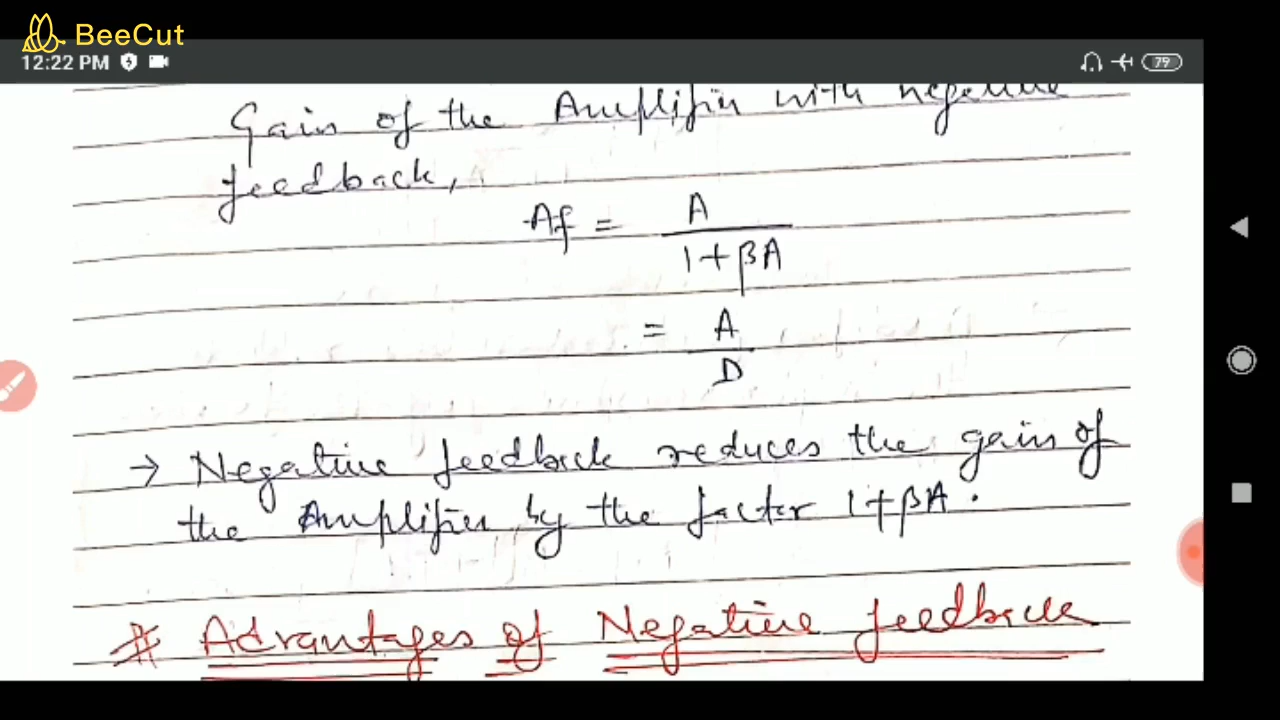 BeeCut
12:22 PM
79
Gain of the Amplifier with negative
feedback,
Af = A / 1+βA
= A / D
→ Negative feedback reduces the gain of
the Amplifier by the factor 1+βA.
# Advantages of Negative feedback